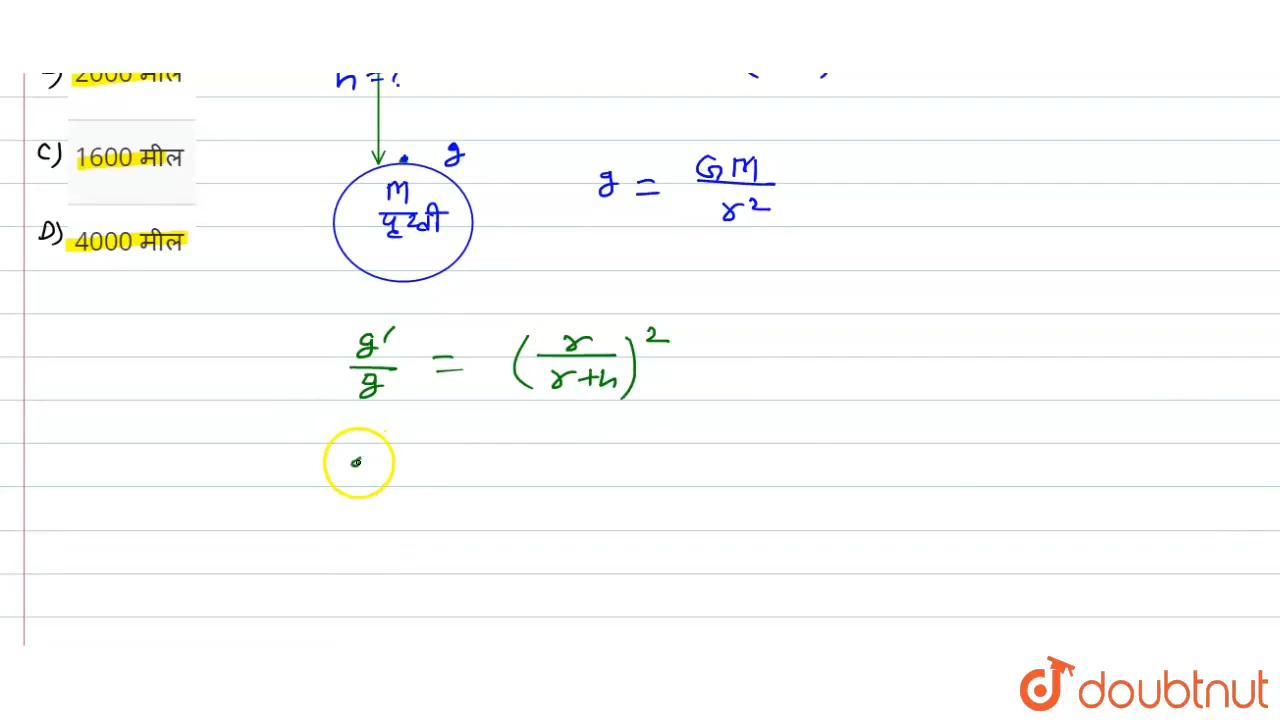 2000 मील
h = ?
C) 1600 मील
g
M
पृथ्वी
g = GM / r²
D) 4000 मील
g' / g = (r / r+h)²
doubtnut